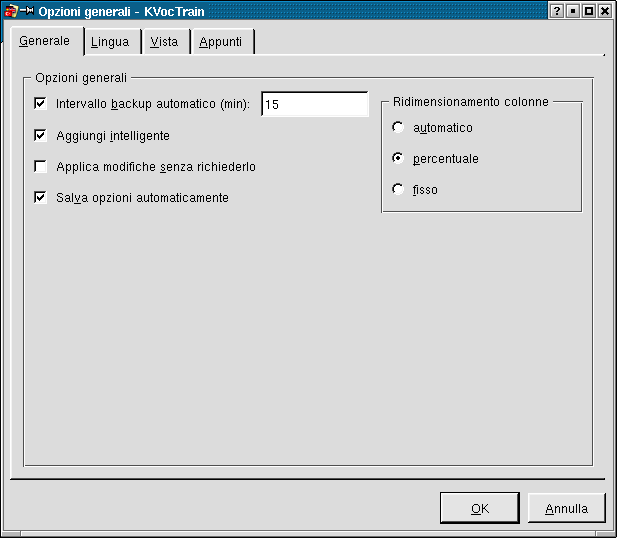 Opzioni generali - KVocTrain
Generale Lingua Vista Appunti
Opzioni generali
Intervallo backup automatico (min): 15
Aggiungi intelligente
Applica modifiche senza richiederlo
Salva opzioni automaticamente
Ridimensionamento colonne
automatico
percentuale
fisso
OK Annulla